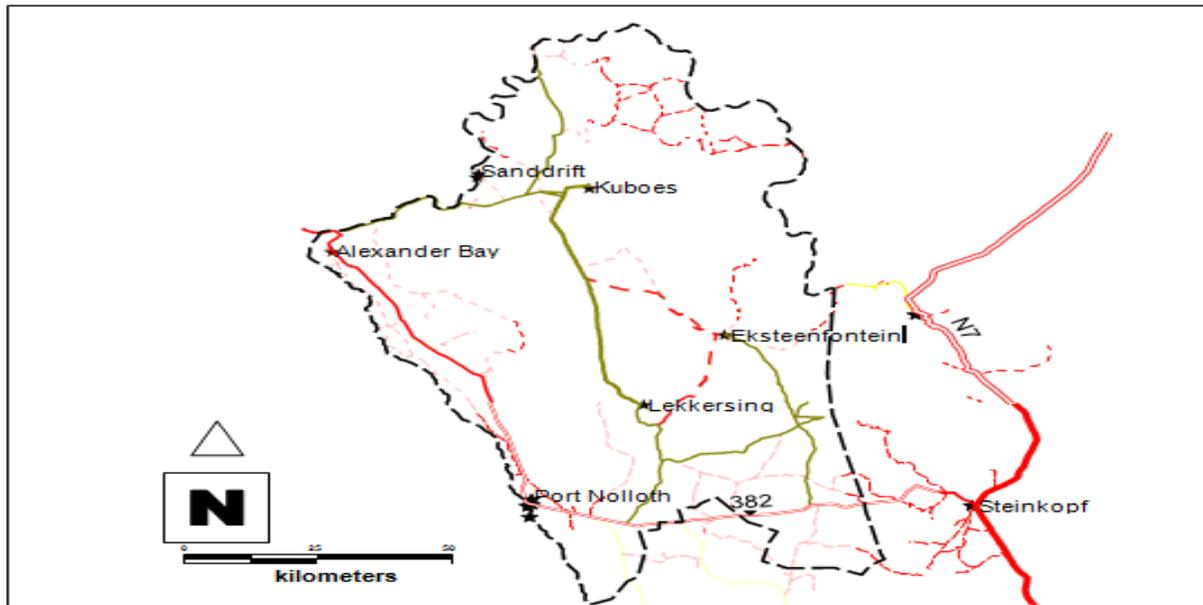 Sanddrift
Kuboes
Alexander Bay
N7
Eksteenfontein
Lekkersing
Port Nolloth
382
Steinkopf
N
0 25 50
kilometers